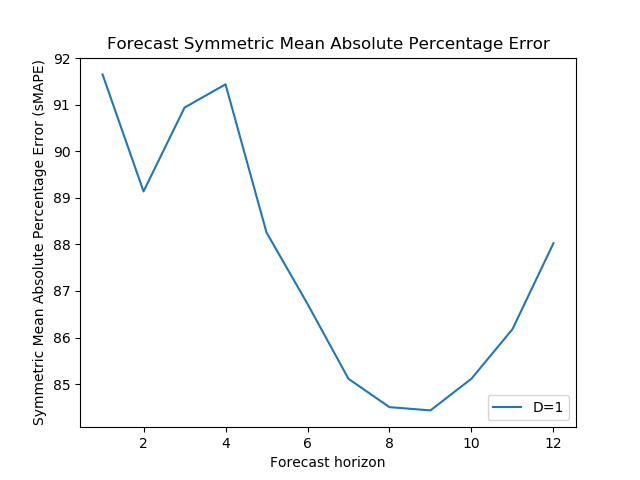 Forecast Symmetric Mean Absolute Percentage Error
Symmetric Mean Absolute Percentage Error (sMAPE)
92
91
90
89
88
87
86
85
2 4 6 8 10 12
Forecast horizon
D=1